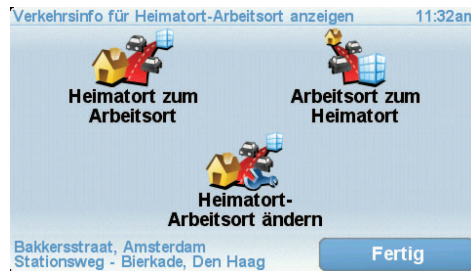 Verkehrsinfo für Heimatort-Arbeitsort anzeigen 11:32am
Heimatort zum
Arbeitsort
Arbeitsort zum
Heimatort
Heimatort-
Arbeitsort ändern
Bakkersstraat, Amsterdam
Stationsweg - Bierkade, Den Haag
Fertig